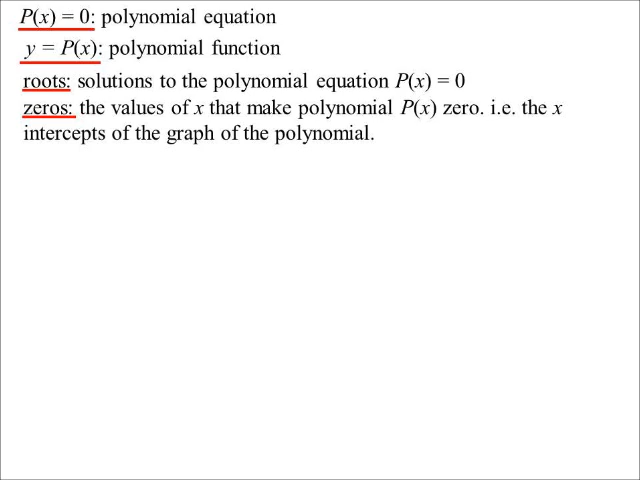 P(x) = 0: polynomial equation
y = P(x): polynomial function
roots: solutions to the polynomial equation P(x) = 0
zeros: the values of x that make polynomial P(x) zero. i.e. the x
intercepts of the graph of the polynomial.